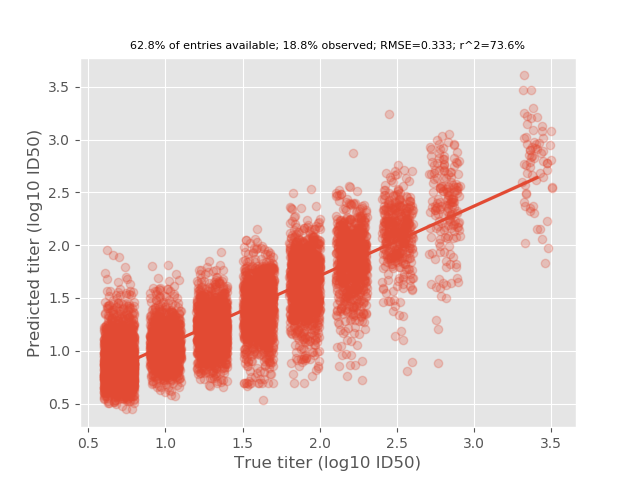 62.8% of entries available; 18.8% observed; RMSE=0.333; r^2=73.6%
3.5
3.0
2.5
2.0
1.5
1.0
0.5
Predicted titer (log10 ID50)
0.5 1.0 1.5 2.0 2.5 3.0 3.5
True titer (log10 ID50)